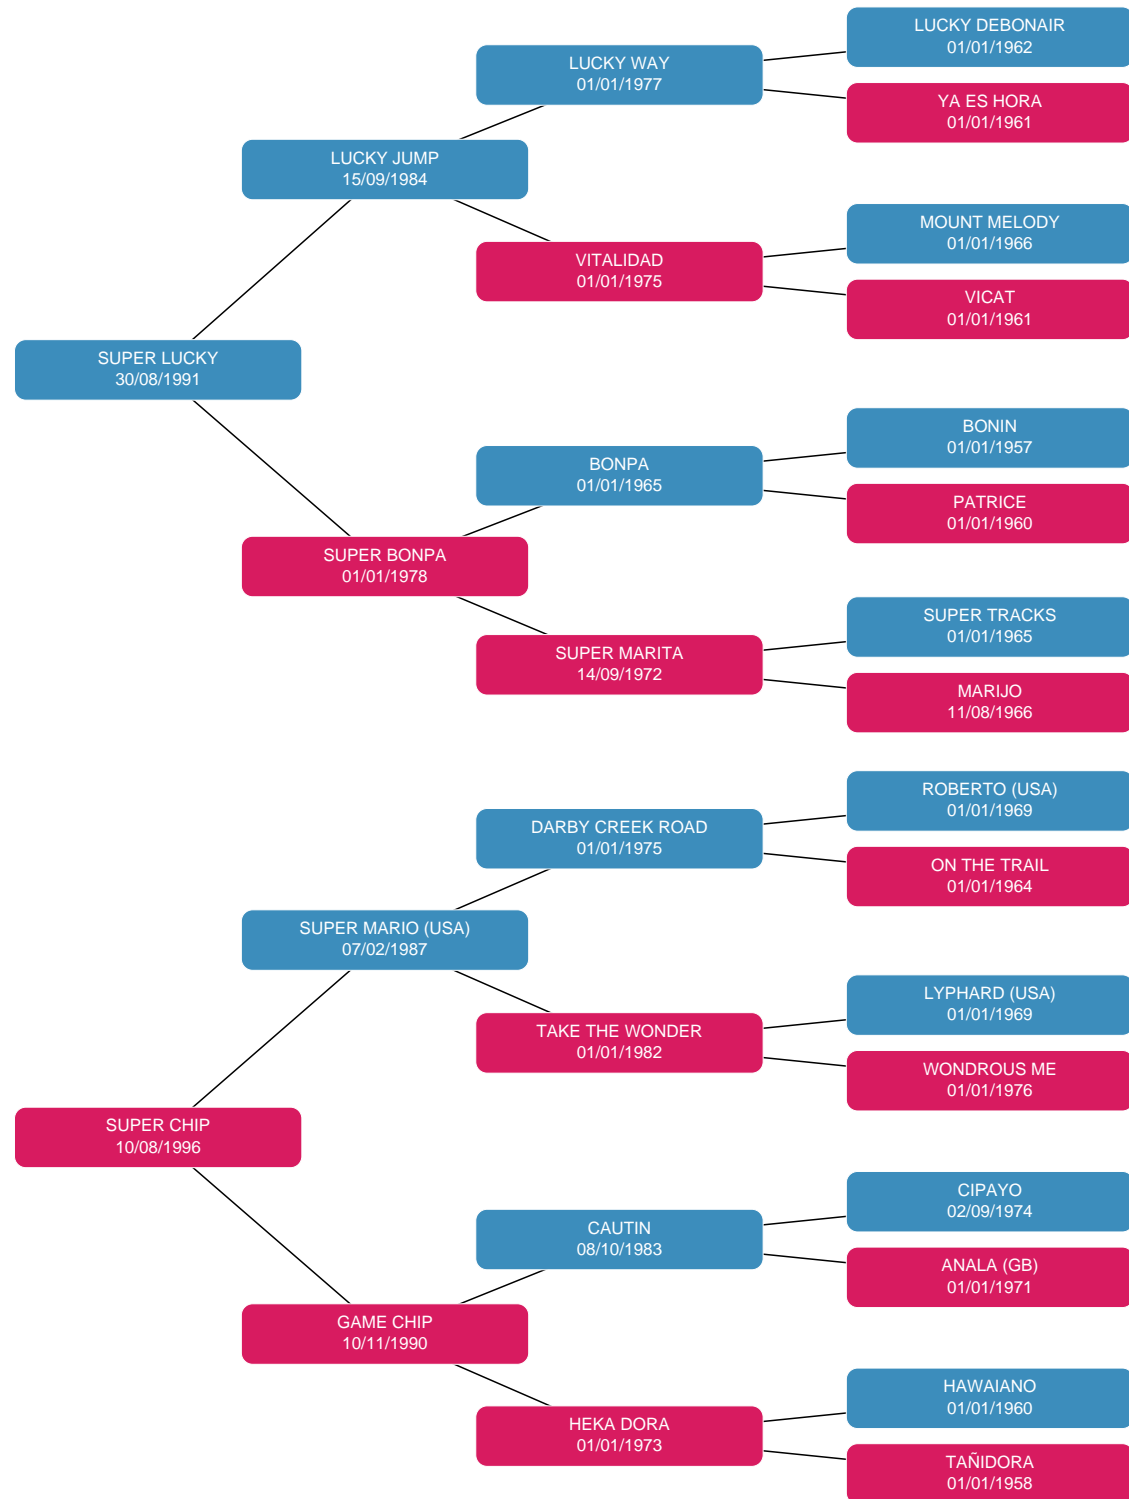 LUCKY DEBONAIR
01/01/1962
LUCKY WAY
01/01/1977
YA ES HORA
01/01/1961
LUCKY JUMP
15/09/1984
MOUNT MELODY
01/01/1966
VITALIDAD
01/01/1975
VICAT
01/01/1961
SUPER LUCKY
30/08/1991
BONIN
01/01/1957
BONPA
01/01/1965
PATRICE
01/01/1960
SUPER BONPA
01/01/1978
SUPER TRACKS
01/01/1965
SUPER MARITA
14/09/1972
MARIJO
11/08/1966
ROBERTO (USA)
01/01/1969
DARBY CREEK ROAD
01/01/1975
ON THE TRAIL
01/01/1964
SUPER MARIO (USA)
07/02/1987
LYPHARD (USA)
01/01/1969
TAKE THE WONDER
01/01/1982
WONDROUS ME
01/01/1976
SUPER CHIP
10/08/1996
CIPAYO
02/09/1974
CAUTIN
08/10/1983
ANALA (GB)
01/01/1971
GAME CHIP
10/11/1990
HAWAIANO
01/01/1960
HEKA DORA
01/01/1973
TAÑIDORA
01/01/1958